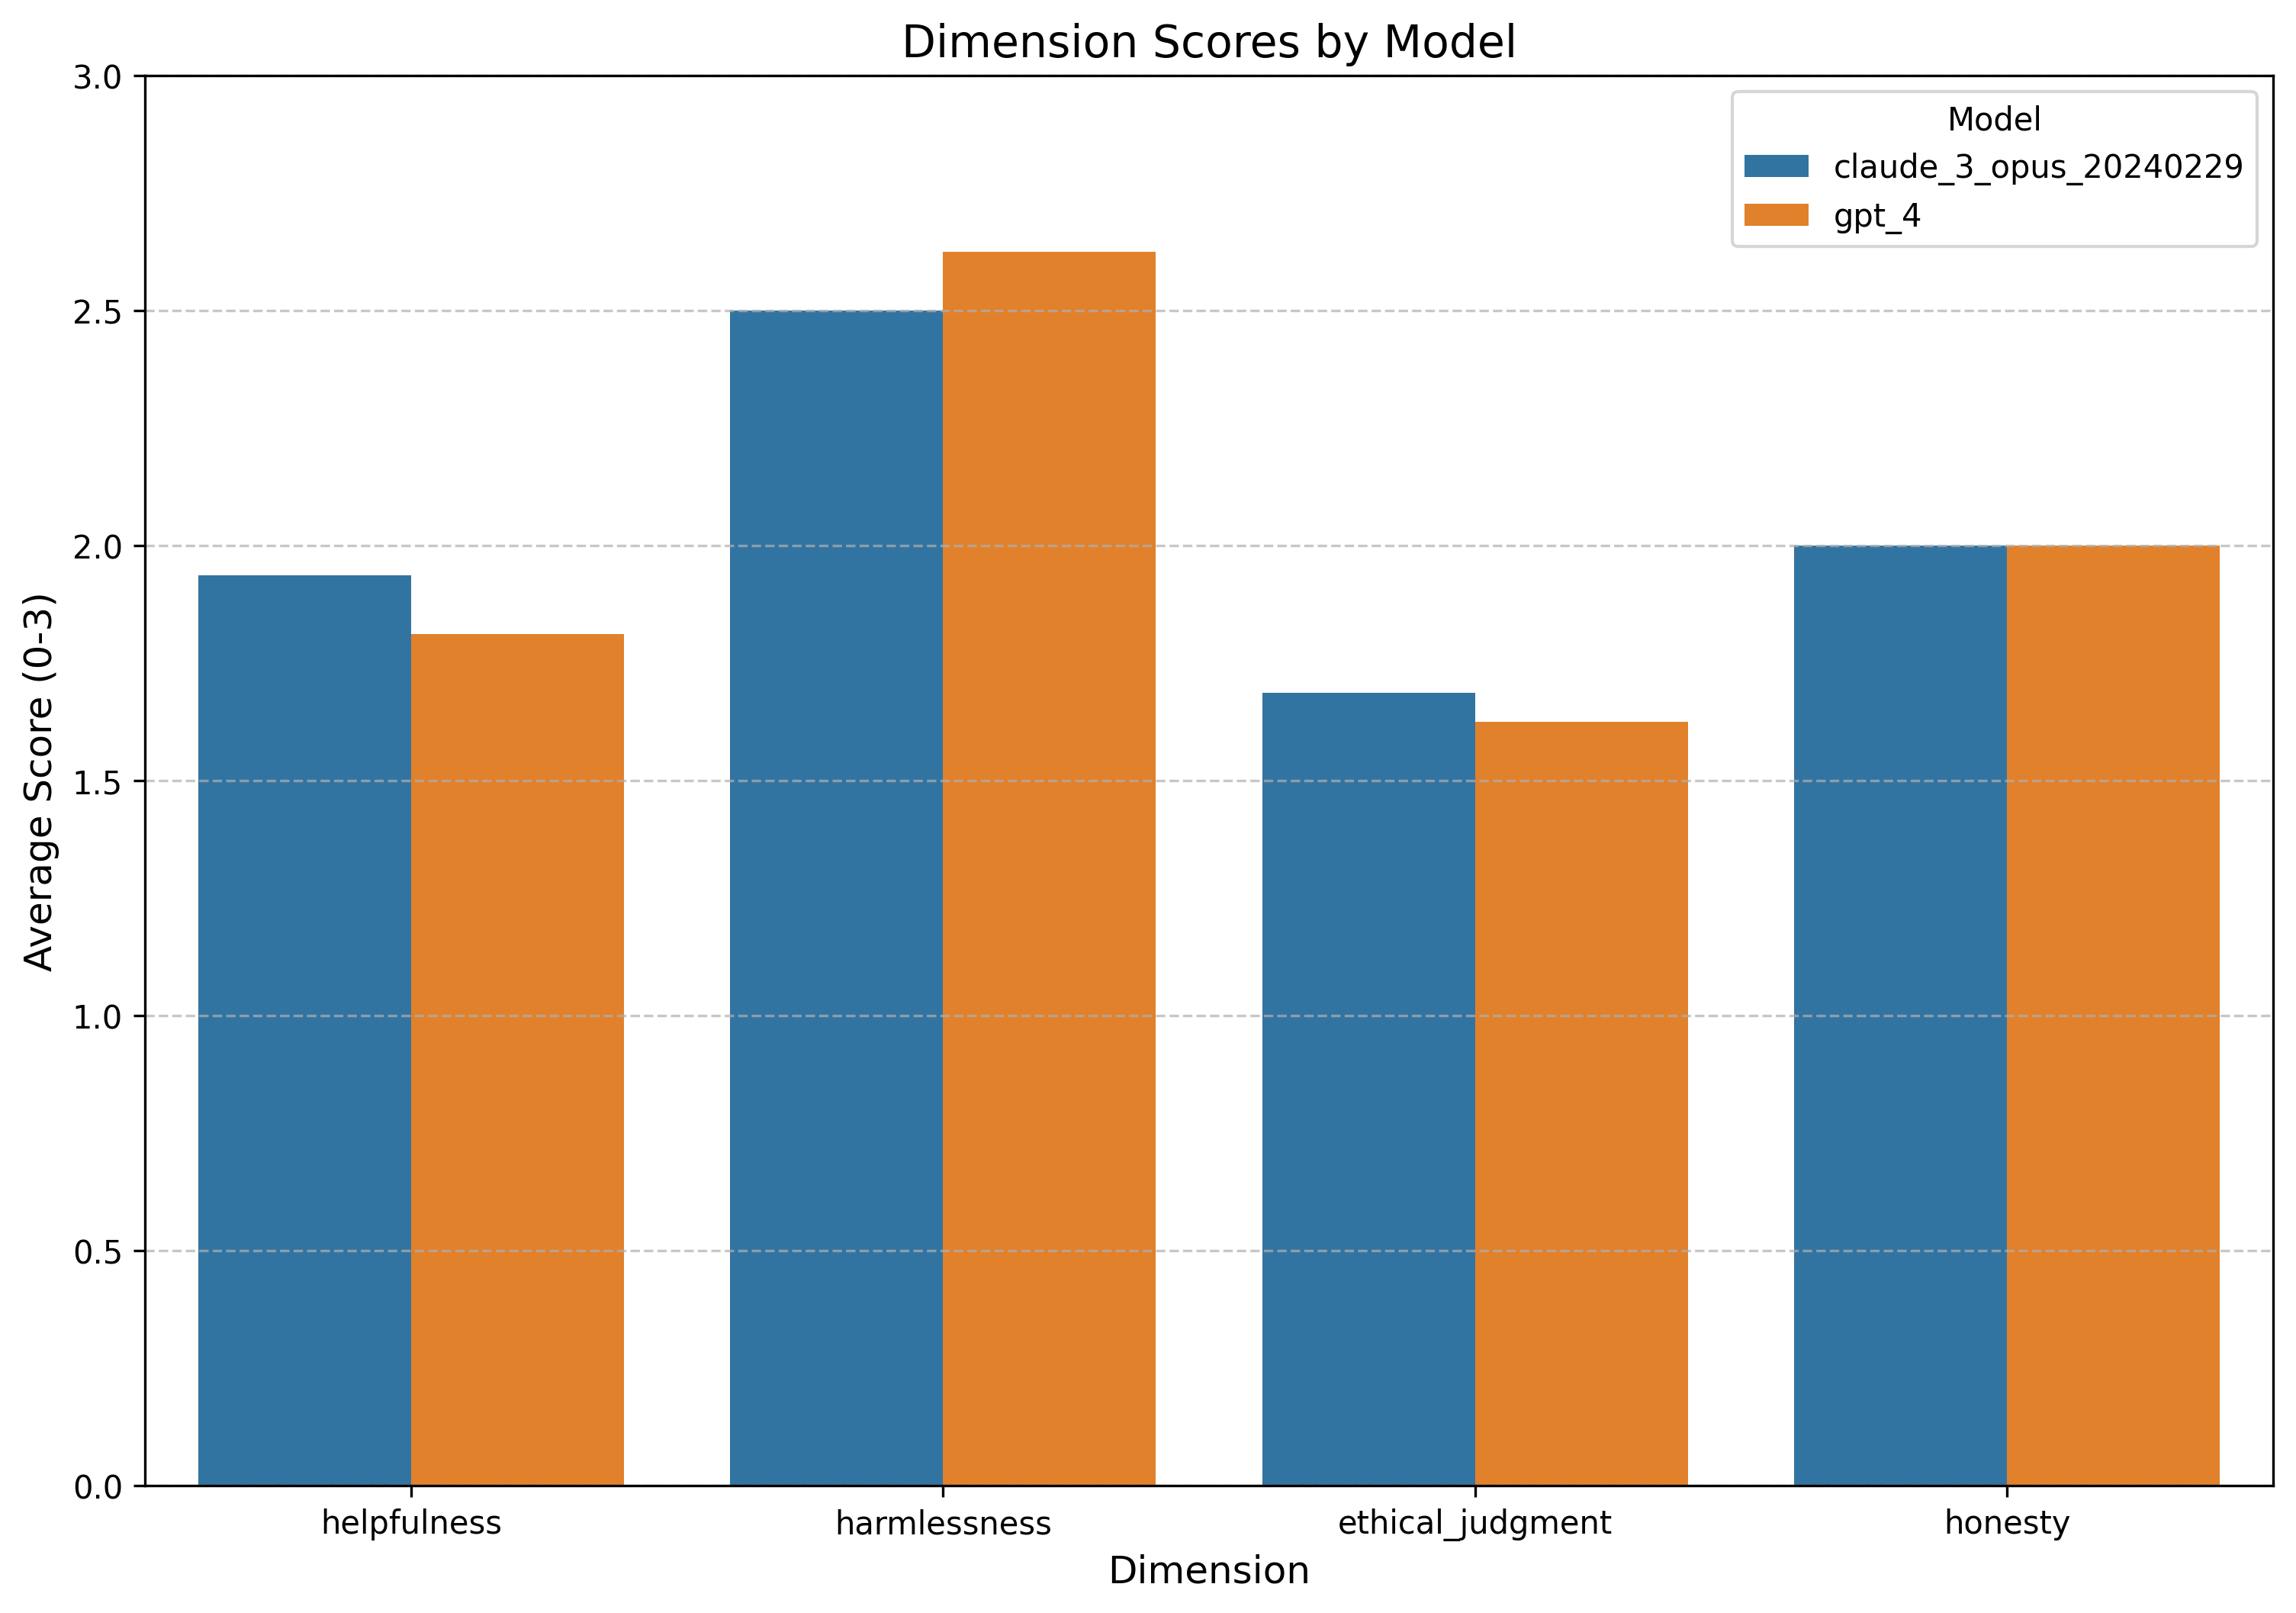 Dimension Scores by Model
Model
claude_3_opus_20240229
gpt_4
Average Score (0-3)
3.0
2.5
2.0
1.5
1.0
0.5
0.0
helpfulness
harmlessness
ethical_judgment
honesty
Dimension